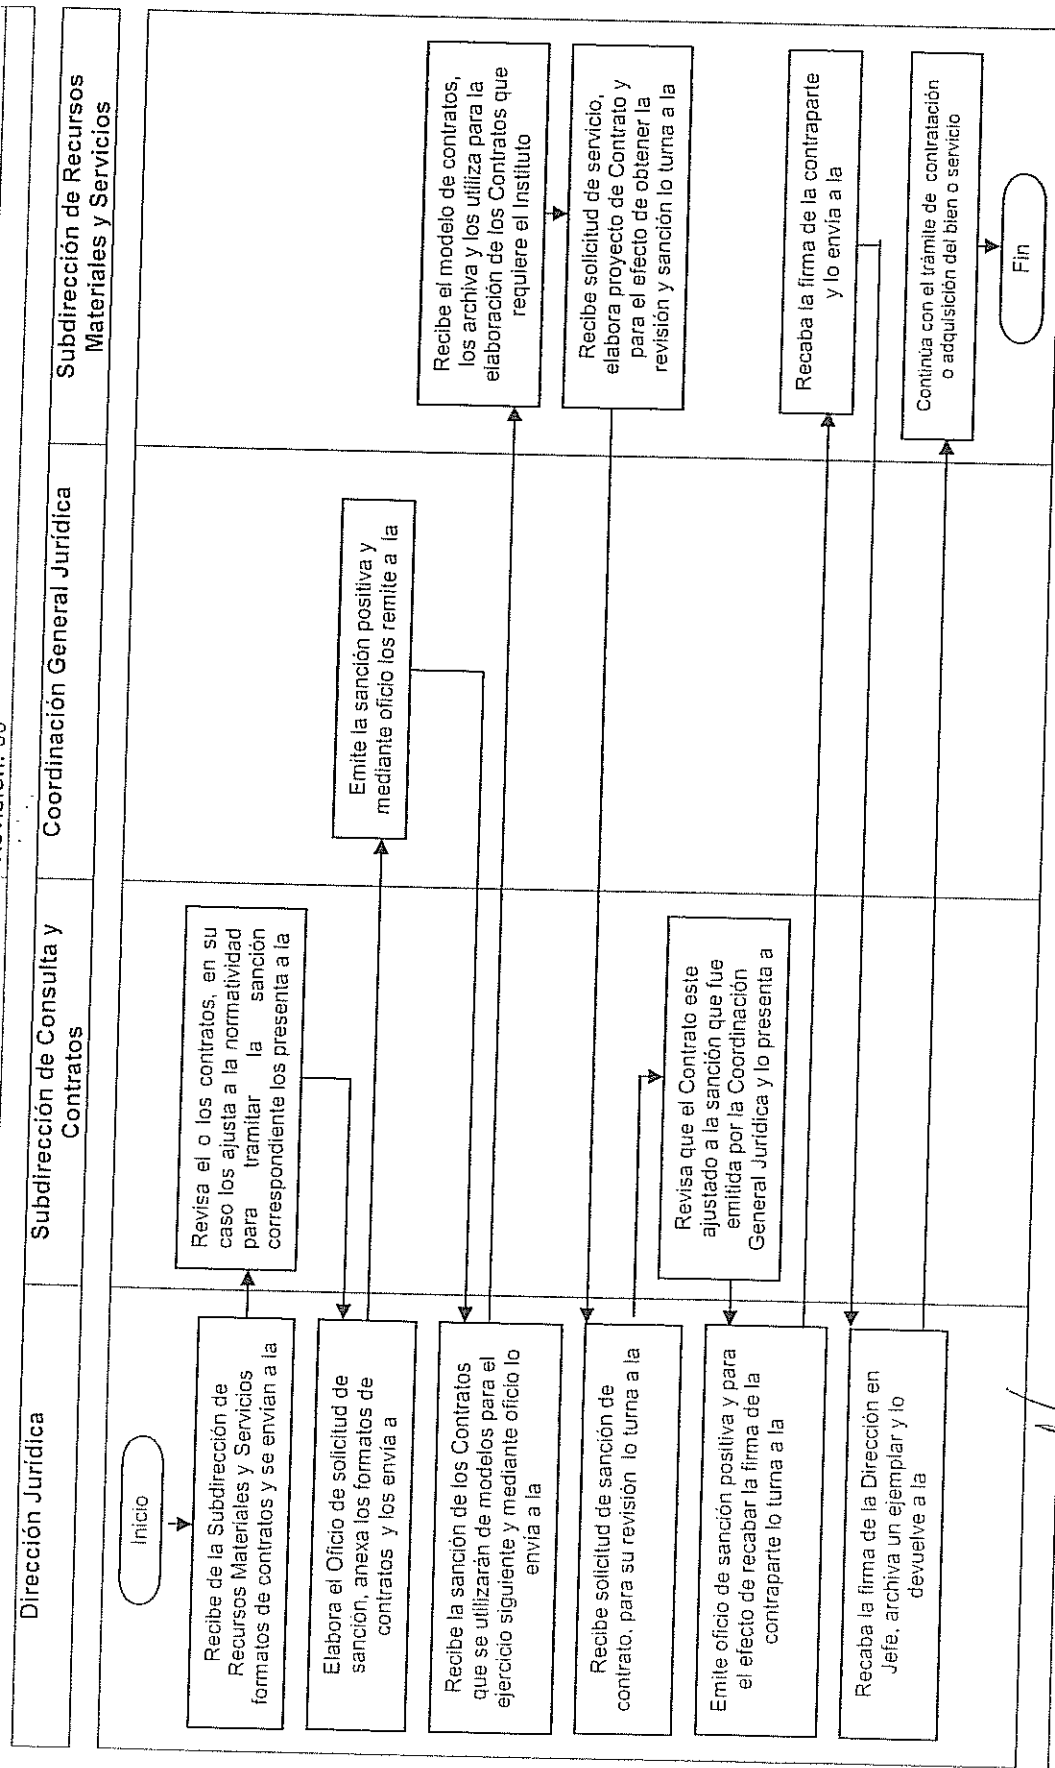 Revisión: 00
Dirección Jurídica
Subdirección de Consulta y
Contratos
Coordinación General Jurídica
Subdirección de Recursos
Materiales y Servicios
Inicio
Recibe de la Subdirección de
Recursos Materiales y Servicios
formatos de contratos y se envían a la
Revisa el o los contratos, en su
caso los ajusta a la normatividad
para tramitar la sanción
correspondiente los presenta a la
Elabora el Oficio de solicitud de
sanción, anexa los formatos de
contratos y los envía a
Emite la sanción positiva y
mediante oficio los remite a la
Recibe la sanción de los Contratos
que se utilizarán de modelos para el
ejercicio siguiente y mediante oficio lo
envía a la
Recibe el modelo de contratos,
los archiva y los utiliza para la
elaboración de los Contratos que
requiere el Instituto
Recibe solicitud de servicio,
elabora proyecto de Contrato y
para el efecto de obtener la
revisión y sanción lo turna a la
Recibe solicitud de sanción de
contrato, para su revisión lo turna a la
Revisa que el Contrato este
ajustado a la sanción que fue
emitida por la Coordinación
General Jurídica y lo presenta a
Emite oficio de sanción positiva y para
el efecto de recabar la firma de la
contraparte lo turna a la
Recaba la firma de la contraparte
y lo envía a la
Recaba la firma de la Dirección en
Jefe, archiva un ejemplar y lo
devuelve a la
Continúa con el trámite de contratación
o adquisición del bien o servicio
Fin